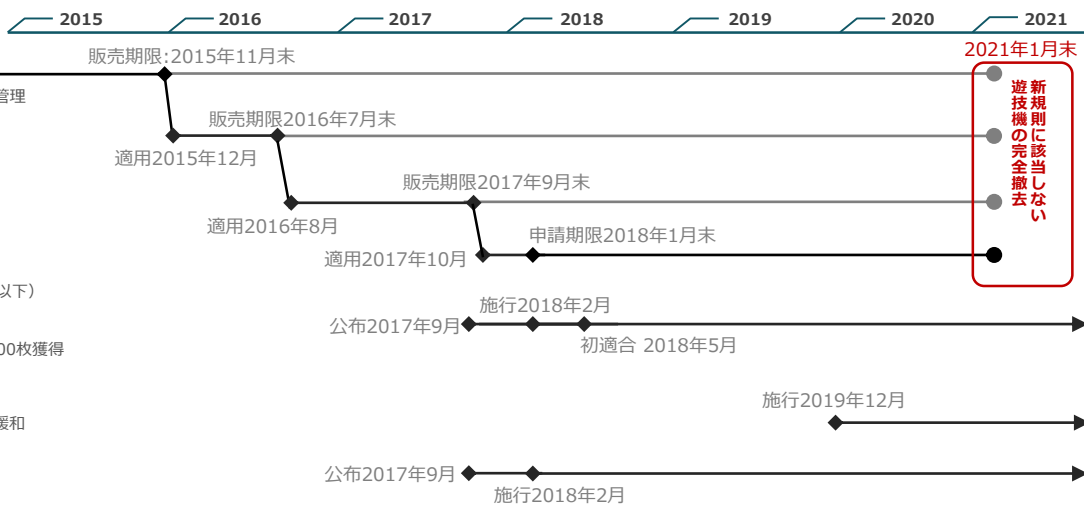 2015 2016 2017 2018 2019 2020 2021
2021年1月末
販売期限:2015年11月末
管理
新規則に該当しない
遊技機の完全撤去
販売期限2016年7月末
適用2015年12月
販売期限2017年9月末
適用2016年8月
申請期限2018年1月末
適用2017年10月
以下）
施行2018年2月
公布2017年9月
初適合 2018年5月
00枚獲得
施行2019年12月
緩和
公布2017年9月
施行2018年2月